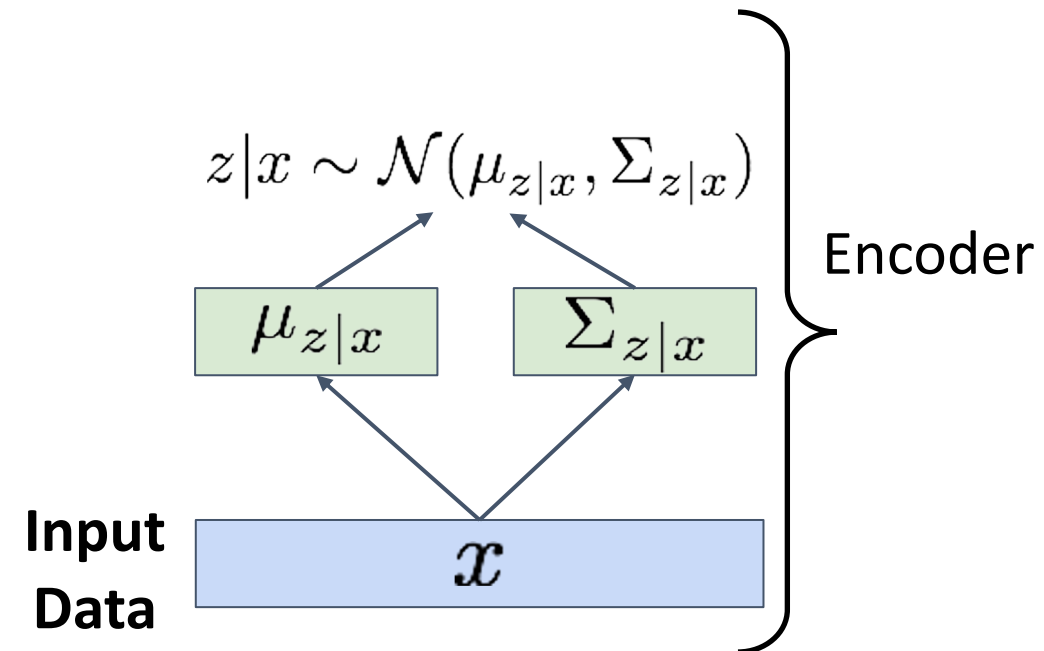 z|x ∼ 𝒩(μ_{z|x}, Σ_{z|x})
Encoder
μ_{z|x}
Σ_{z|x}
Input
Data
x